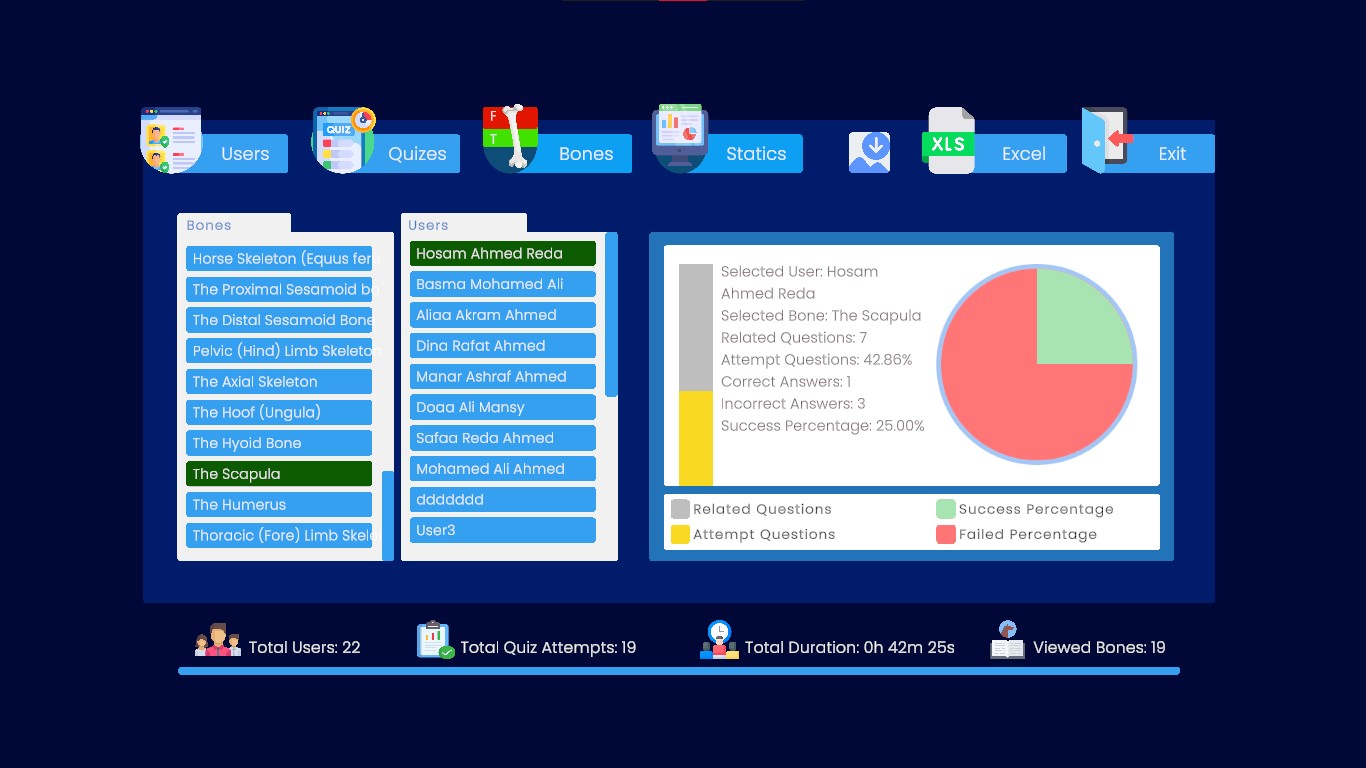 Users
QUIZ
Quizes
F
T
Bones
Statics
XLS
Excel
Exit
Bones
Horse Skeleton (Equus fer
The Proximal Sesamoid bo
The Distal Sesamoid Bone
Pelvic (Hind) Limb Skeleton
The Axial Skeleton
The Hoof (Ungula)
The Hyoid Bone
The Scapula
The Humerus
Thoracic (Fore) Limb Skele
Users
Hosam Ahmed Reda
Basma Mohamed Ali
Aliaa Akram Ahmed
Dina Rafat Ahmed
Manar Ashraf Ahmed
Doaa Ali Mansy
Safaa Reda Ahmed
Mohamed Ali Ahmed
ddddddd
User3
Selected User: Hosam
Ahmed Reda
Selected Bone: The Scapula
Related Questions: 7
Attempt Questions: 42.86%
Correct Answers: 1
Incorrect Answers: 3
Success Percentage: 25.00%
Related Questions
Success Percentage
Attempt Questions
Failed Percentage
Total Users: 22
Total Quiz Attempts: 19
Total Duration: 0h 42m 25s
Viewed Bones: 19